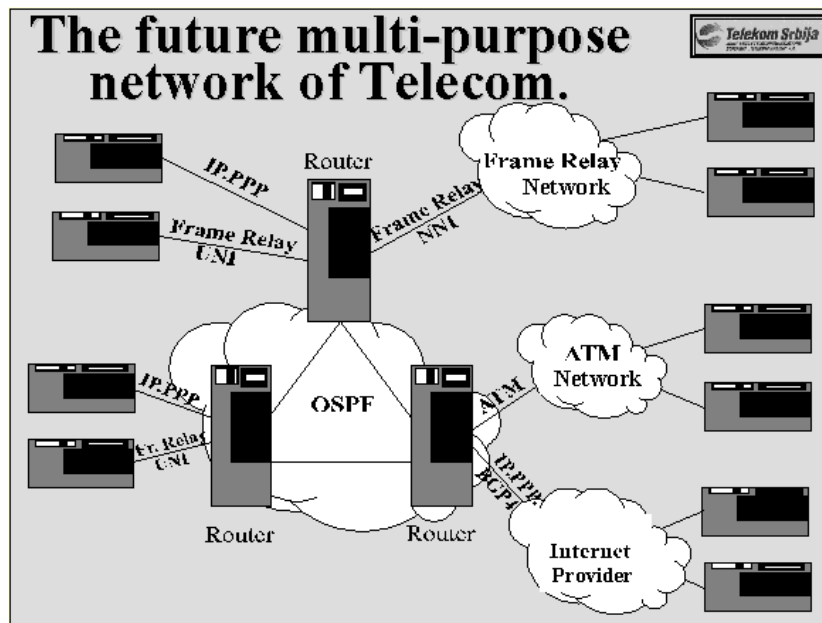 The future multi-purpose
network of Telecom.
Telekom Srbija
Router
IP.PPP
Frame Relay
UNI
Frame Relay
NNI
Frame Relay
Network
IP.PPP
Fr. Relay
UNI
OSPF
ATM
ATM
Network
IP.PPP.
BGP4
Router
Router
Internet
Provider